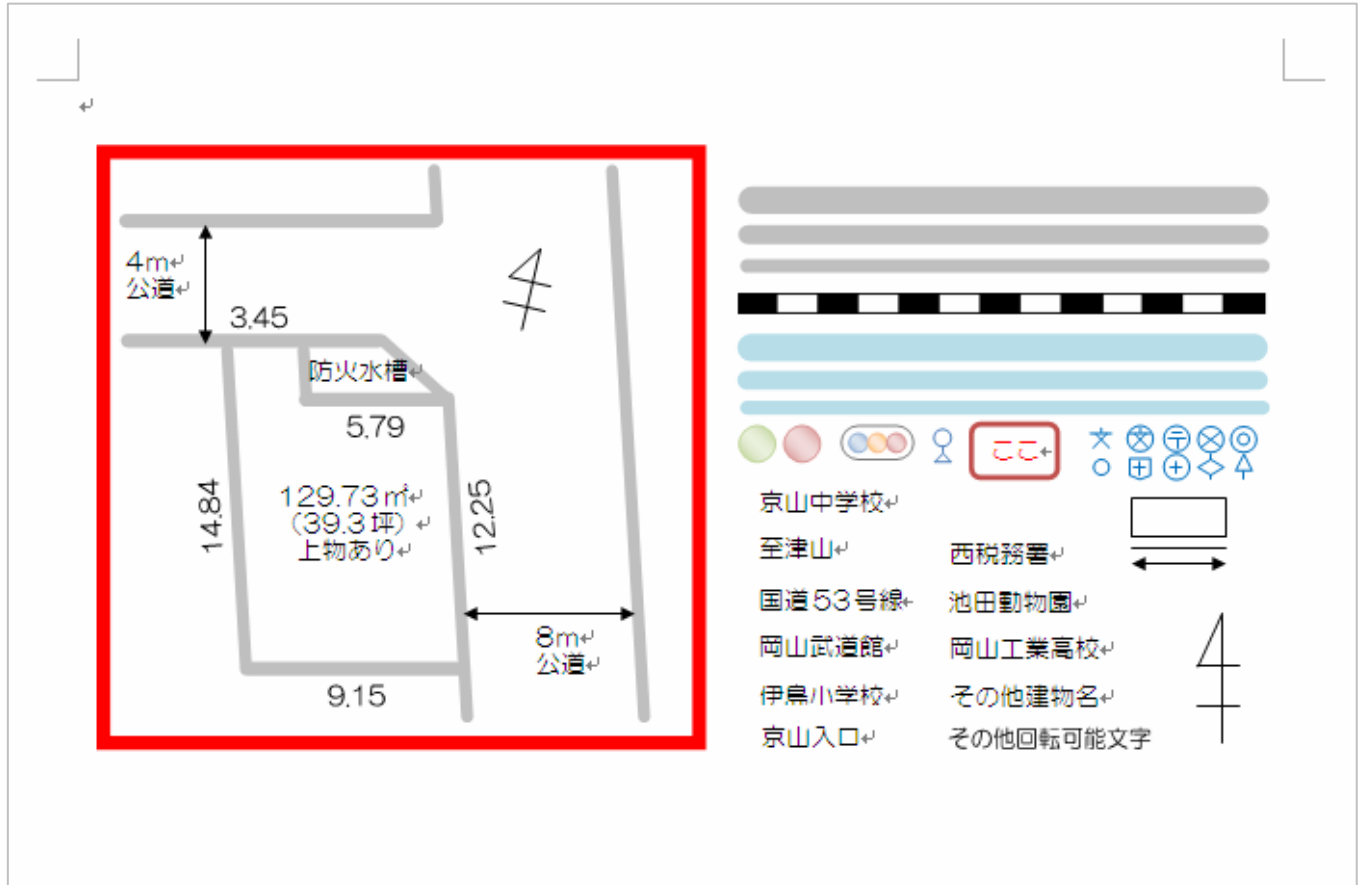 4m
公道
3.45
防火水槽
5.79
14.84
129.73㎡
（39.3坪）
上物あり
12.25
8m
公道
9.15
ここ
京山中学校
至津山
西税務署
国道53号線
池田動物園
岡山武道館
岡山工業高校
伊島小学校
その他建物名
京山入口
その他回転可能文字